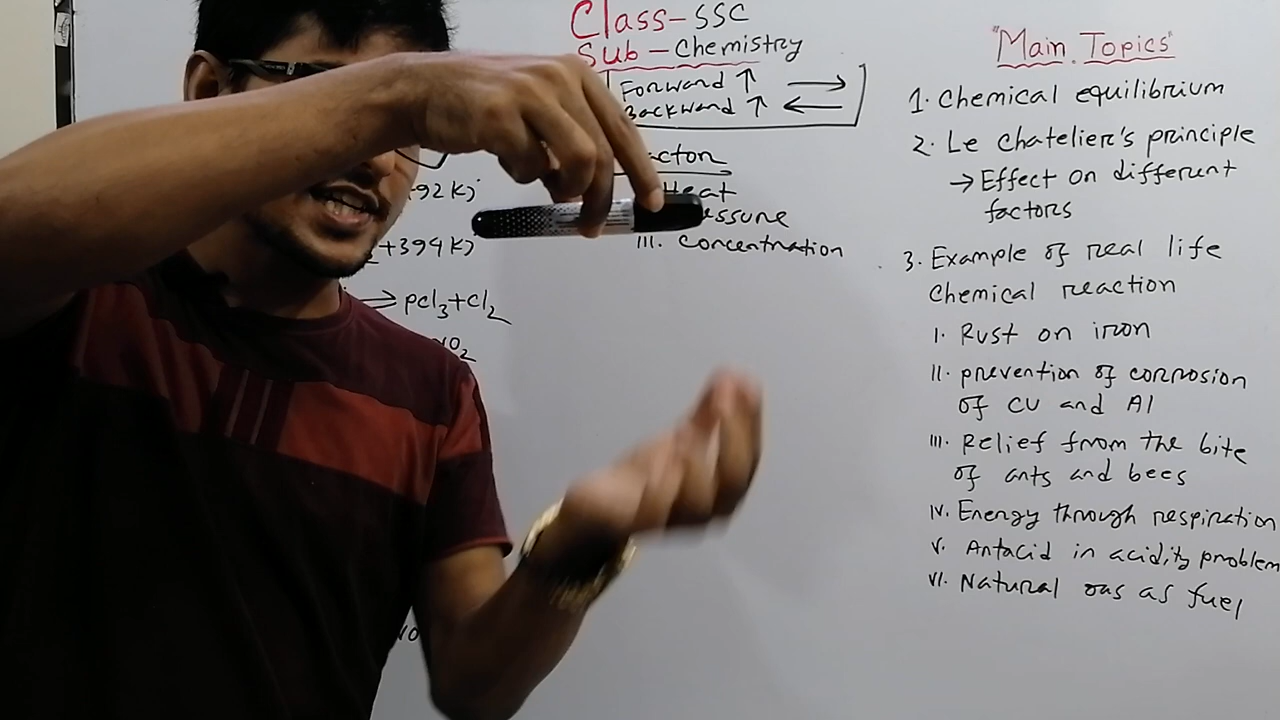 Class-SSC
Sub-Chemistry
Forward ↑ →
Backward ↑ ←
Heat
III. Concentration
92 KJ
+394 KJ
⇌ pcl3+cl2
"Main Topics"
1. Chemical equilibrium
2. Le Chatelier's principle
→ Effect on different
factors
3. Example of real life
Chemical reaction
I. Rust on iron
II. prevention of corrosion
of CU and Al
III. Relief from the bite
of ants and bees
IV. Energy through respiration
V. Antacid in acidity problem
VI. Natural gas as fuel